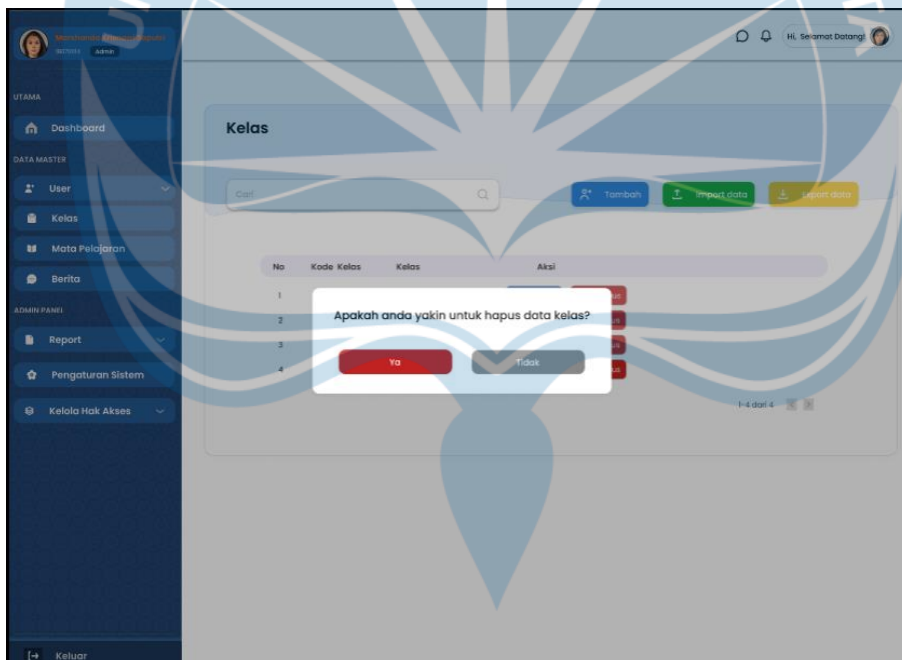 Admin
Hi, Selamat Datang!
UTAMA
Dashboard
DATA MASTER
User
Kelas
Mata Pelajaran
Berita
ADMIN PANEL
Report
Pengaturan Sistem
Kelola Hak Akses
Keluar
Kelas
Cari
Tambah
Import data
Export data
No Kode Kelas Kelas Aksi
1
2
3
4
Apakah anda yakin untuk hapus data kelas?
Ya Tidak
1-4 dari 4